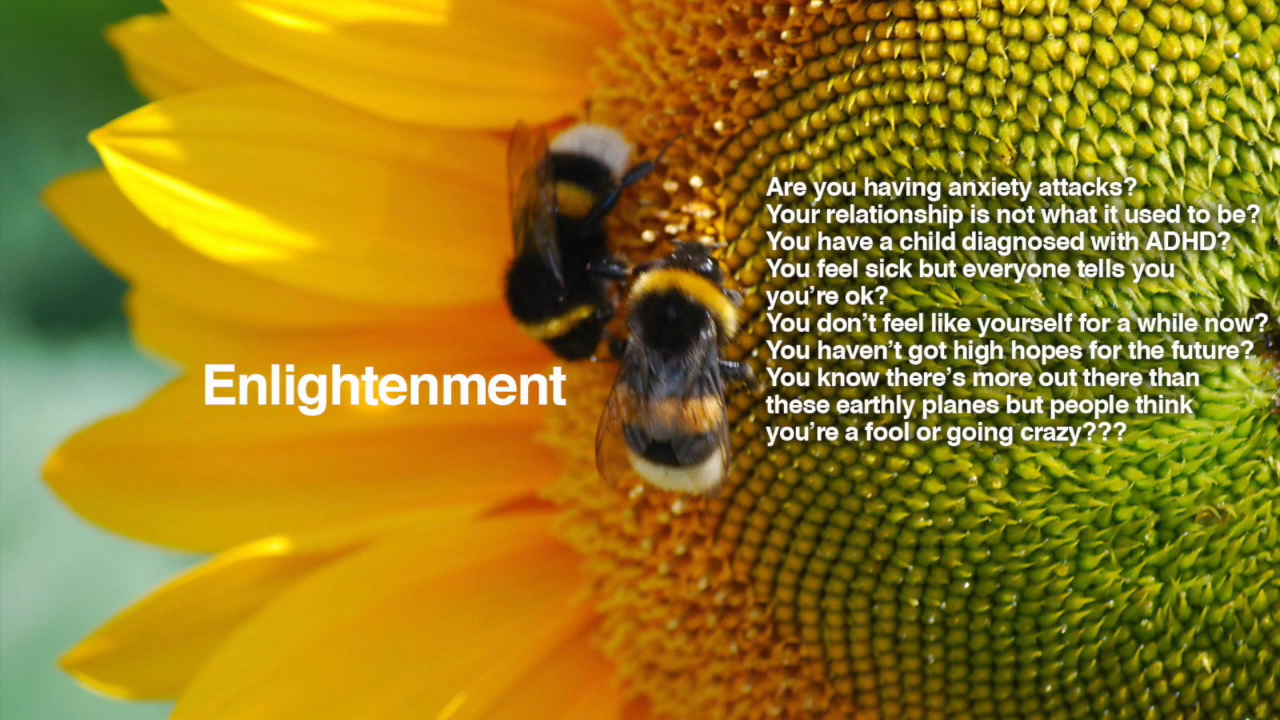 Enlightenment
Are you having anxiety attacks?
Your relationship is not what it used to be?
You have a child diagnosed with ADHD?
You feel sick but everyone tells you
you’re ok?
You don’t feel like yourself for a while now?
You haven’t got high hopes for the future?
You know there’s more out there than
these earthly planes but people think
you’re a fool or going crazy???